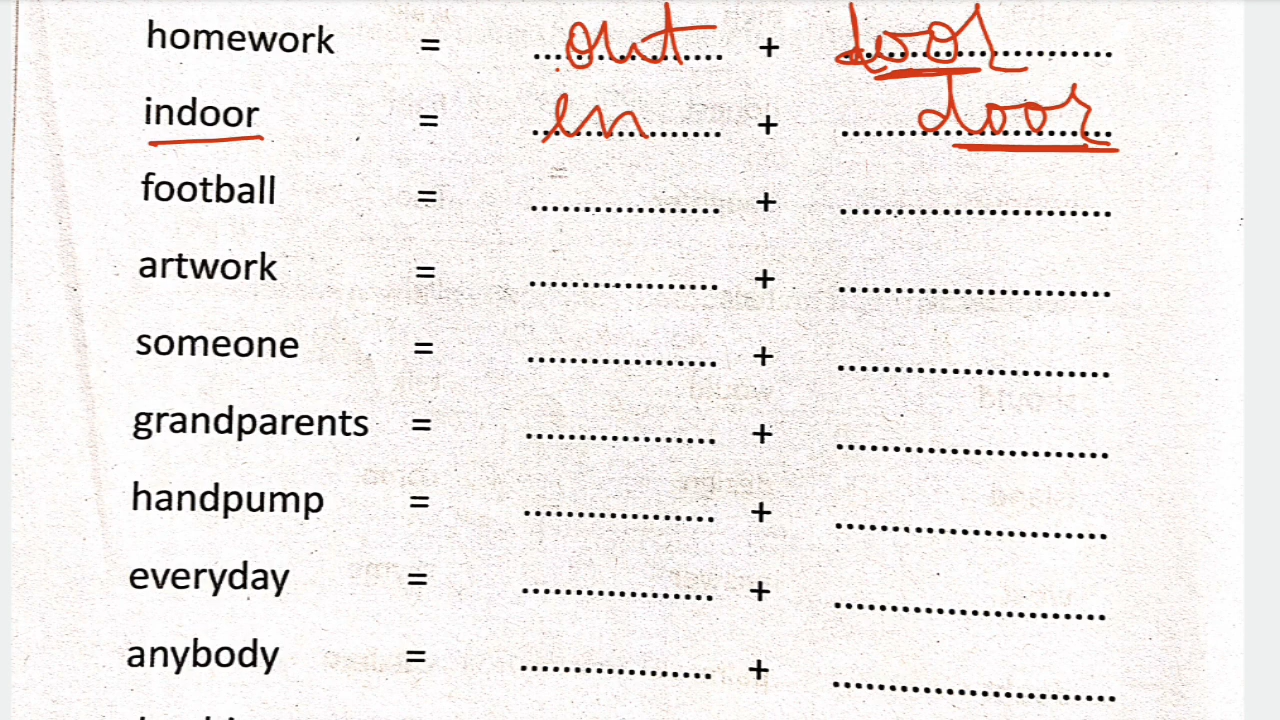 homework = out + door
indoor = in + door
football = +
artwork = +
someone = +
grandparents = +
handpump = +
everyday = +
anybody = +